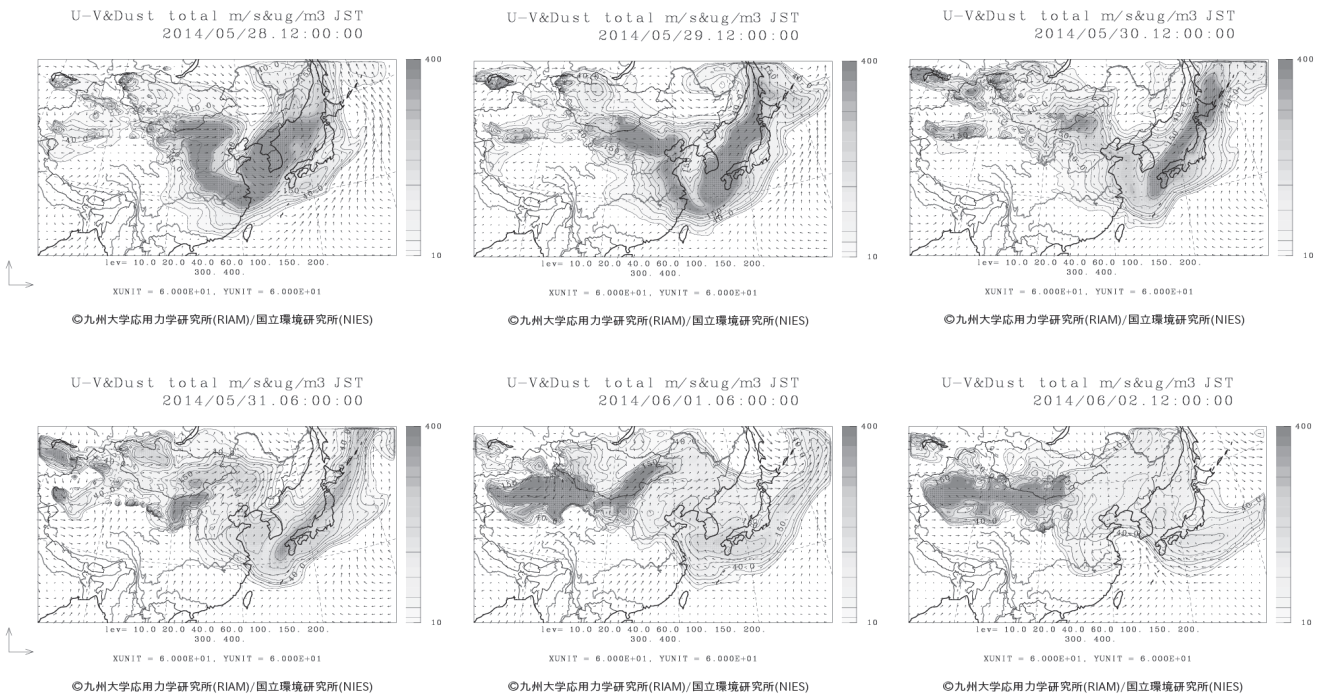 U-V&Dust total m/s&ug/m3 JST
2014/05/28.12:00:00
400
10
lev= 10.0 20.0 40.0 60.0 100. 150. 200.
300. 400.
XUNIT = 6.000E+01, YUNIT = 6.000E+01
©九州大学応用力学研究所(RIAM)/国立環境研究所(NIES)
U-V&Dust total m/s&ug/m3 JST
2014/05/29.12:00:00
400
10
lev= 10.0 20.0 40.0 60.0 100. 150. 200.
300. 400.
XUNIT = 6.000E+01, YUNIT = 6.000E+01
©九州大学応用力学研究所(RIAM)/国立環境研究所(NIES)
U-V&Dust total m/s&ug/m3 JST
2014/05/30.12:00:00
400
10
lev= 10.0 20.0 40.0 60.0 100. 150. 200.
300. 400.
XUNIT = 6.000E+01, YUNIT = 6.000E+01
©九州大学応用力学研究所(RIAM)/国立環境研究所(NIES)
U-V&Dust total m/s&ug/m3 JST
2014/05/31.06:00:00
400
10
lev= 10.0 20.0 40.0 60.0 100. 150. 200.
300. 400.
XUNIT = 6.000E+01, YUNIT = 6.000E+01
©九州大学応用力学研究所(RIAM)/国立環境研究所(NIES)
U-V&Dust total m/s&ug/m3 JST
2014/06/01.06:00:00
400
10
lev= 10.0 20.0 40.0 60.0 100. 150. 200.
300. 400.
XUNIT = 6.000E+01, YUNIT = 6.000E+01
©九州大学応用力学研究所(RIAM)/国立環境研究所(NIES)
U-V&Dust total m/s&ug/m3 JST
2014/06/02.12:00:00
400
10
lev= 10.0 20.0 40.0 60.0 100. 150. 200.
300. 400.
XUNIT = 6.000E+01, YUNIT = 6.000E+01
©九州大学応用力学研究所(RIAM)/国立環境研究所(NIES)